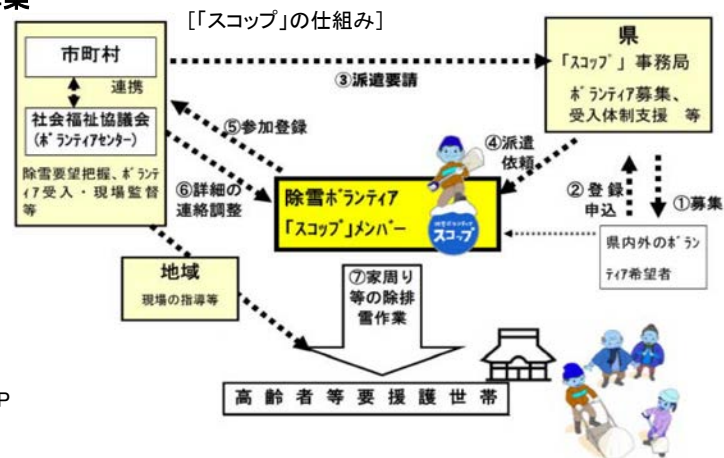 業
[「スコップ」の仕組み]
市町村
連携
社会福祉協議会
(ボランティアセンター)
除雪要望把握、ボランテ
ィア受入・現場監督
等
③派遣要請
県
「スコップ」事務局
ボランティア募集、
受入体制支援 等
⑤参加登録
④派遣
依頼
⑥詳細の
連絡調整
除雪ボランティア
「スコップ」メンバー
スコップ
②登録
申込
①募集
県内外のボラン
ティア希望者
地域
現場の指導等
⑦家周り
等の除排
雪作業
高齢者等要援護世帯
P